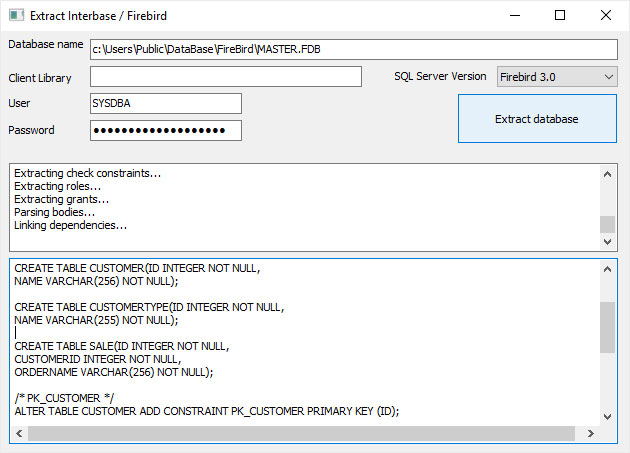 Extract Interbase / Firebird
Database name
c:\Users\Public\DataBase\FireBird\MASTER.FDB
Client Library
SQL Server Version
Firebird 3.0
User
SYSDBA
Extract database
Password
●●●●●●●●●●●●●●●●●●●
Extracting check constraints...
Extracting roles...
Extracting grants...
Parsing bodies...
Linking dependencies...
CREATE TABLE CUSTOMER(ID INTEGER NOT NULL,
NAME VARCHAR(256) NOT NULL);
CREATE TABLE CUSTOMERTYPE(ID INTEGER NOT NULL,
NAME VARCHAR(255) NOT NULL);
CREATE TABLE SALE(ID INTEGER NOT NULL,
CUSTOMERID INTEGER NOT NULL,
ORDERNAME VARCHAR(256) NOT NULL);
/* PK_CUSTOMER */
ALTER TABLE CUSTOMER ADD CONSTRAINT PK_CUSTOMER PRIMARY KEY (ID);